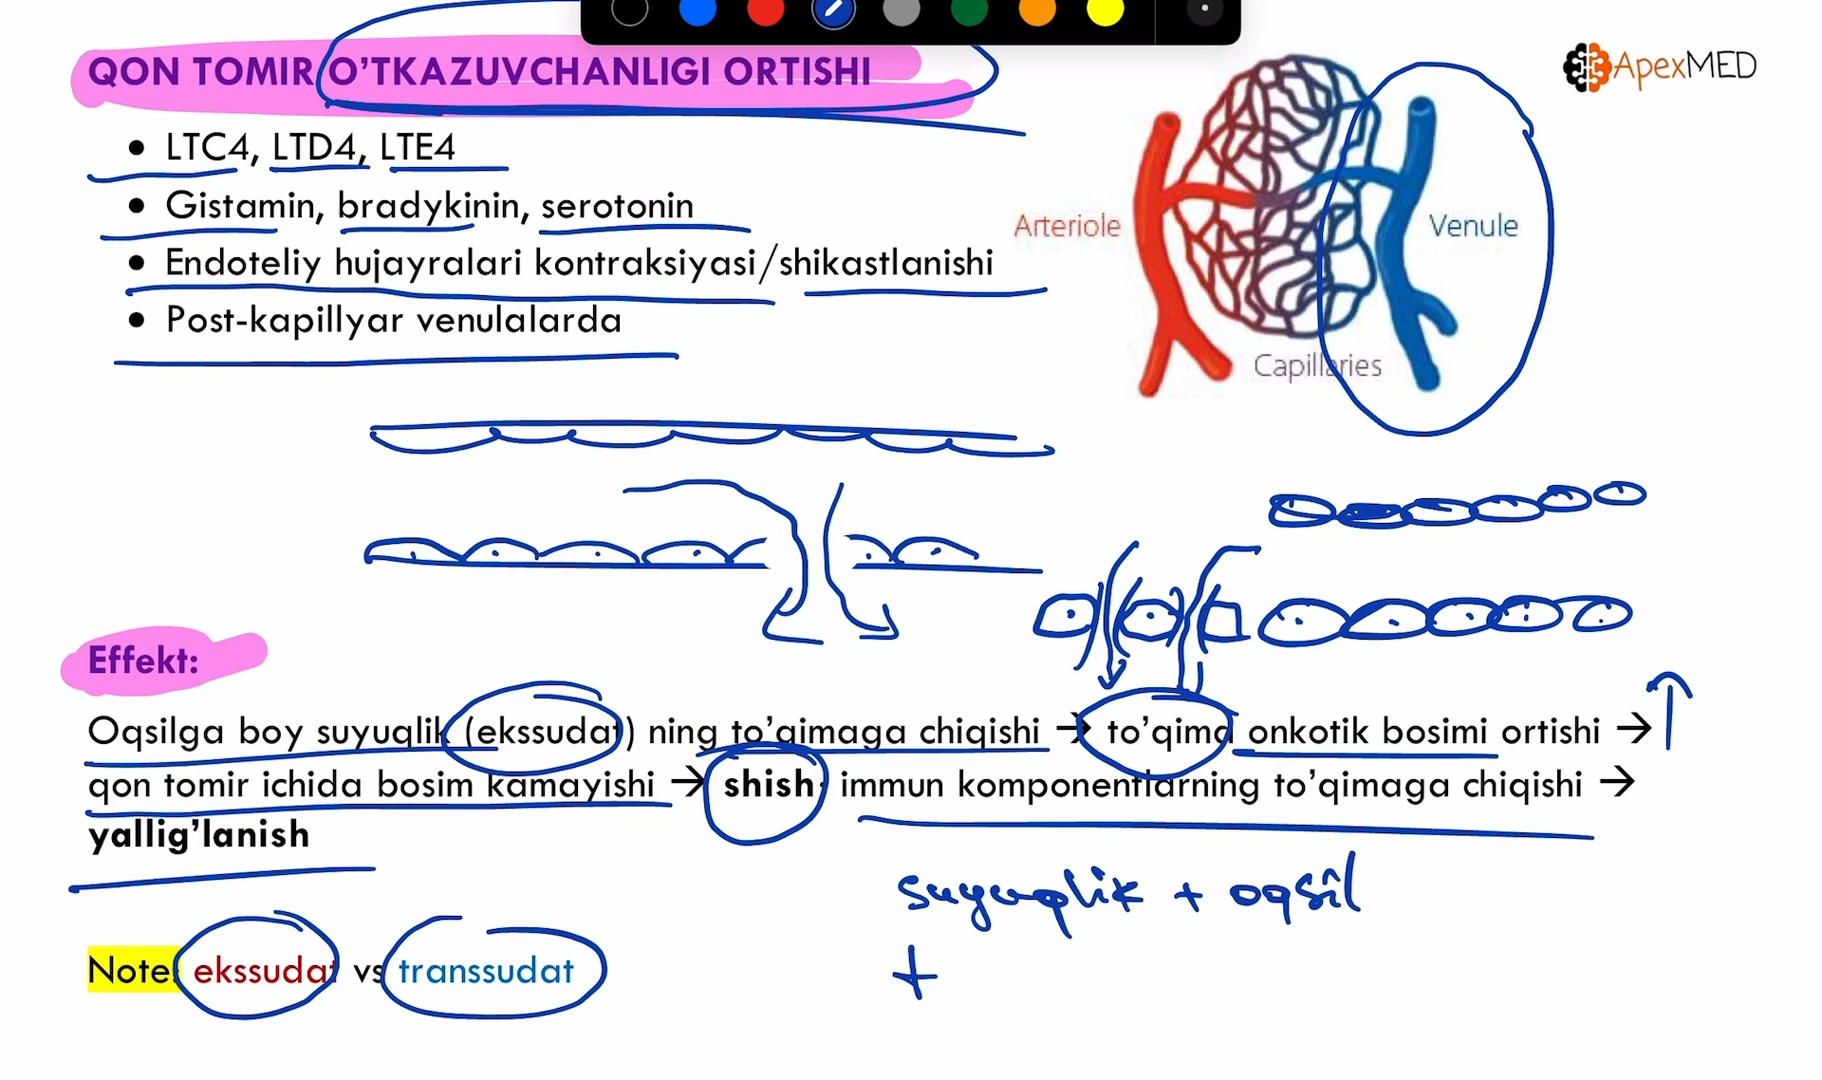 QON TOMIR O’TKAZUVCHANLIGI ORTISHI
ApexMED
• LTC4, LTD4, LTE4
• Gistamin, bradykinin, serotonin
• Endoteliy hujayralari kontraksiyasi/shikastlanishi
• Post-kapillyar venulalarda
Arteriole
Venule
Capillaries
Effekt:
Oqsilga boy suyuqlik (ekssudat) ning to’qimaga chiqishi → to’qima onkotik bosimi ortishi → ↑
qon tomir ichida bosim kamayishi → shish immun komponentlarning to’qimaga chiqishi →
yallig’lanish
suyuqlik + oqsil
+
Note: ekssudat vs transsudat